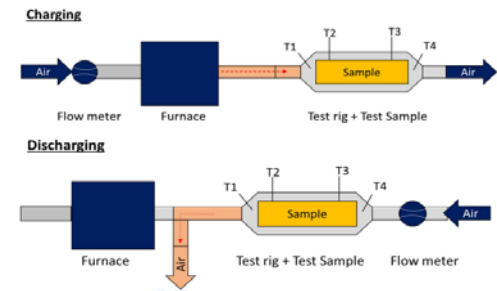 Charging
T1 T2 T3 T4
Air Sample Air
Flow meter Furnace Test rig + Test Sample
Discharging
T1 T2 T3 T4
Sample Air
Furnace Air Test rig + Test Sample Flow meter